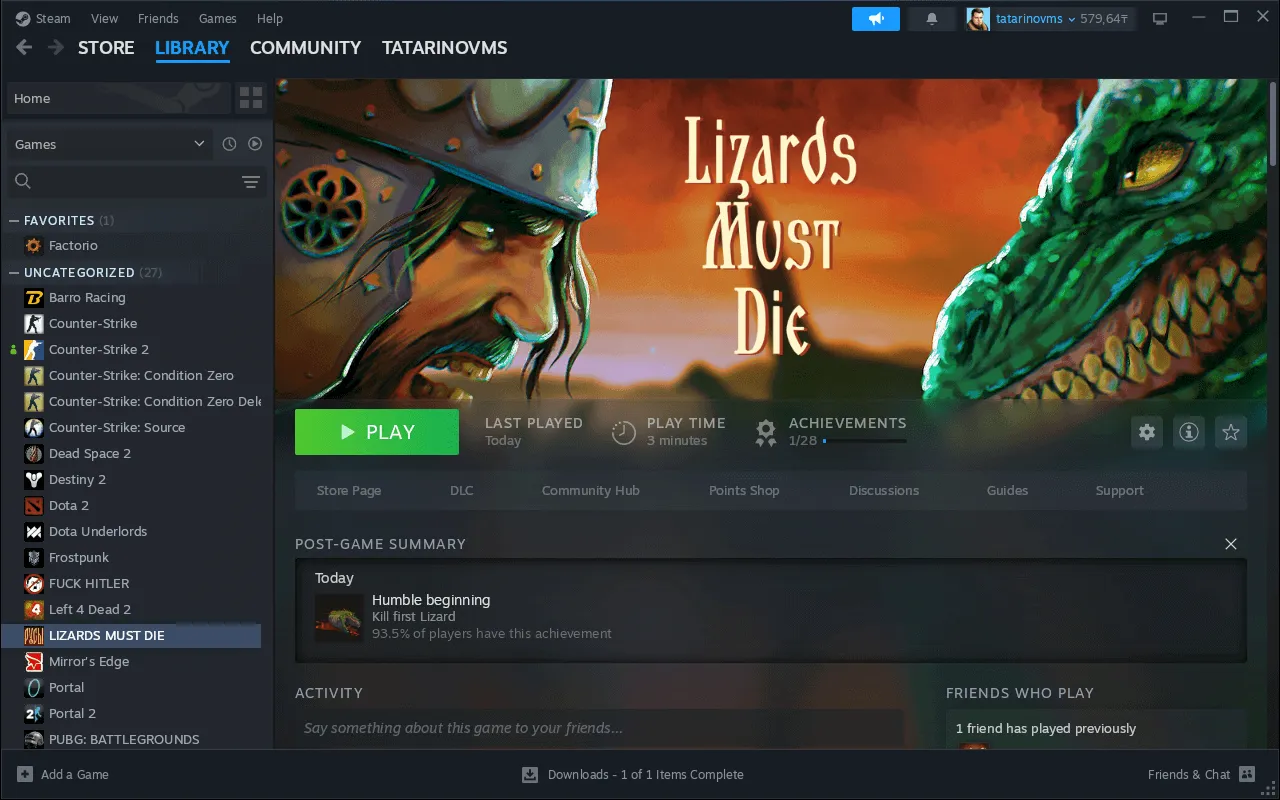 Steam View Friends Games Help
tatarinovms 579,64₸
STORE LIBRARY COMMUNITY TATARINOVMS
Home
Games
FAVORITES (1)
Factorio
UNCATEGORIZED (27)
Barro Racing
Counter-Strike
Counter-Strike 2
Counter-Strike: Condition Zero
Counter-Strike: Condition Zero Dele
Counter-Strike: Source
Dead Space 2
Destiny 2
Dota 2
Dota Underlords
Frostpunk
FUCK HITLER
Left 4 Dead 2
LIZARDS MUST DIE
Mirror's Edge
Portal
Portal 2
PUBG: BATTLEGROUNDS
Lizards
Must
Die
PLAY
LAST PLAYED
Today
PLAY TIME
3 minutes
ACHIEVEMENTS
1/28
Store Page DLC Community Hub Points Shop Discussions Guides Support
POST-GAME SUMMARY
Today
Humble beginning
Kill first Lizard
93.5% of players have this achievement
ACTIVITY
Say something about this game to your friends...
FRIENDS WHO PLAY
1 friend has played previously
Add a Game
Downloads - 1 of 1 Items Complete
Friends & Chat